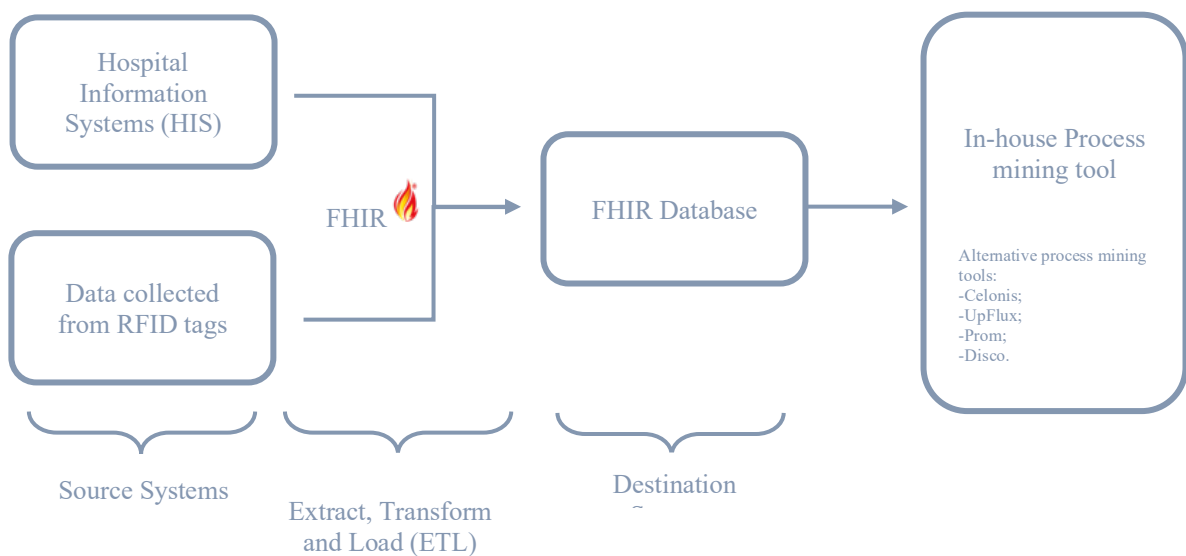 Hospital
Information
Systems (HIS)
Data collected
from RFID tags
FHIR
FHIR Database
In-house Process
mining tool
Alternative process mining
tools:
-Celonis;
-UpFlux;
-Prom;
-Disco.
Source Systems
Extract, Transform
and Load (ETL)
Destination